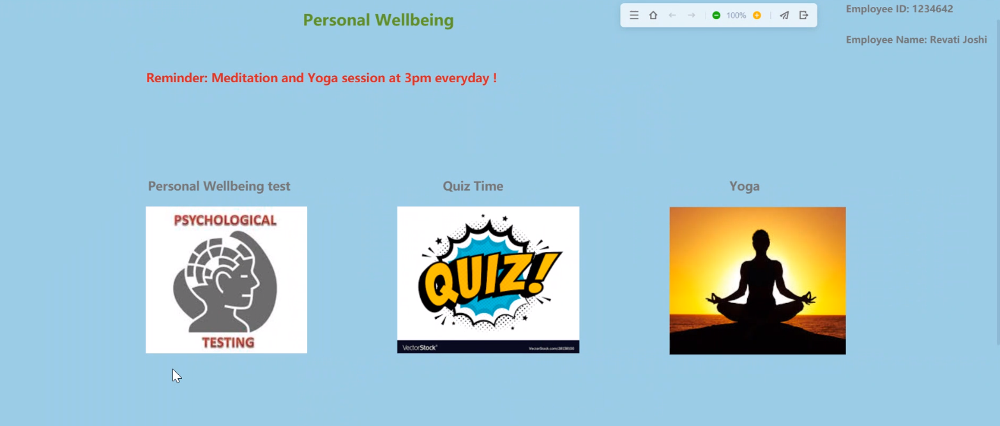 Personal Wellbeing
100%
Employee ID: 1234642
Employee Name: Revati Joshi
Reminder: Meditation and Yoga session at 3pm everyday !
Personal Wellbeing test
Quiz Time
Yoga
PSYCHOLOGICAL
TESTING
QUIZ!
VectorStock®
VectorStock.com/28138100